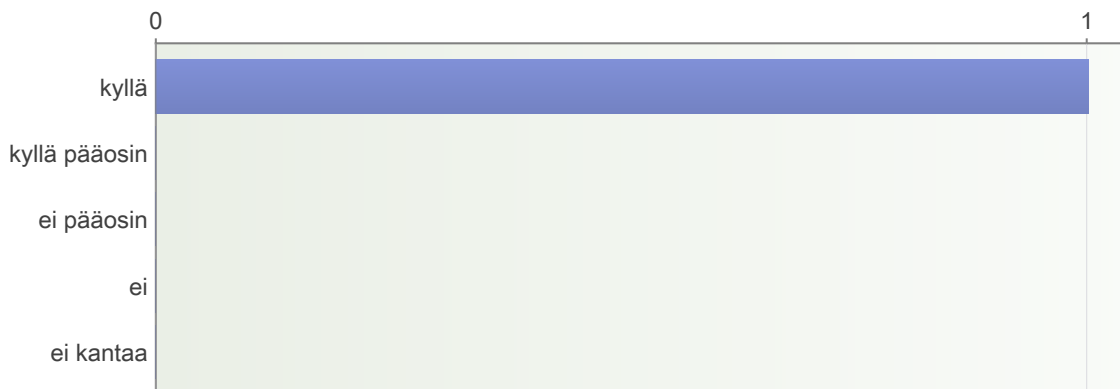 0 1
kyllä
kyllä pääosin
ei pääosin
ei
ei kantaa